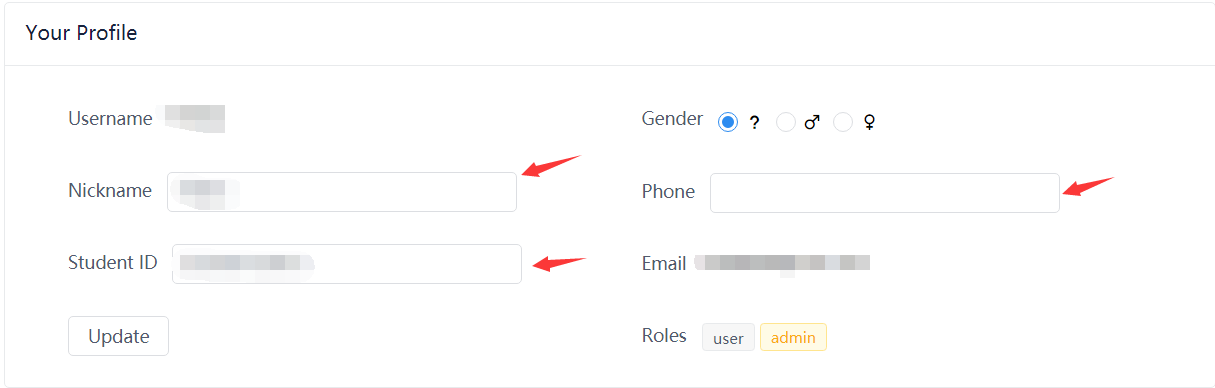 Your Profile
Username
Gender ? ♂ ♀
Nickname
Phone
Student ID
Email
Update
Roles user admin